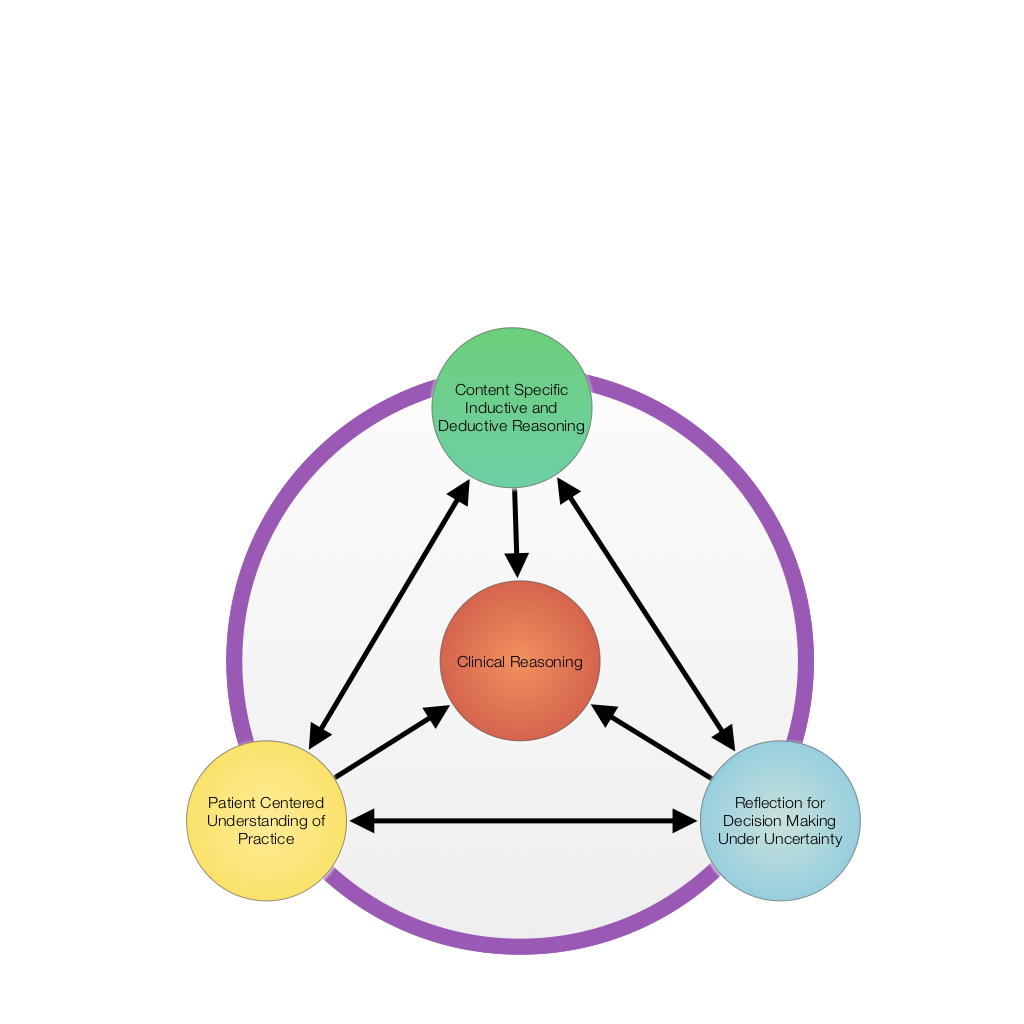 Content Specific
Inductive and
Deductive Reasoning
Clinical Reasoning
Patient Centered
Understanding of
Practice
Reflection for
Decision Making
Under Uncertainty